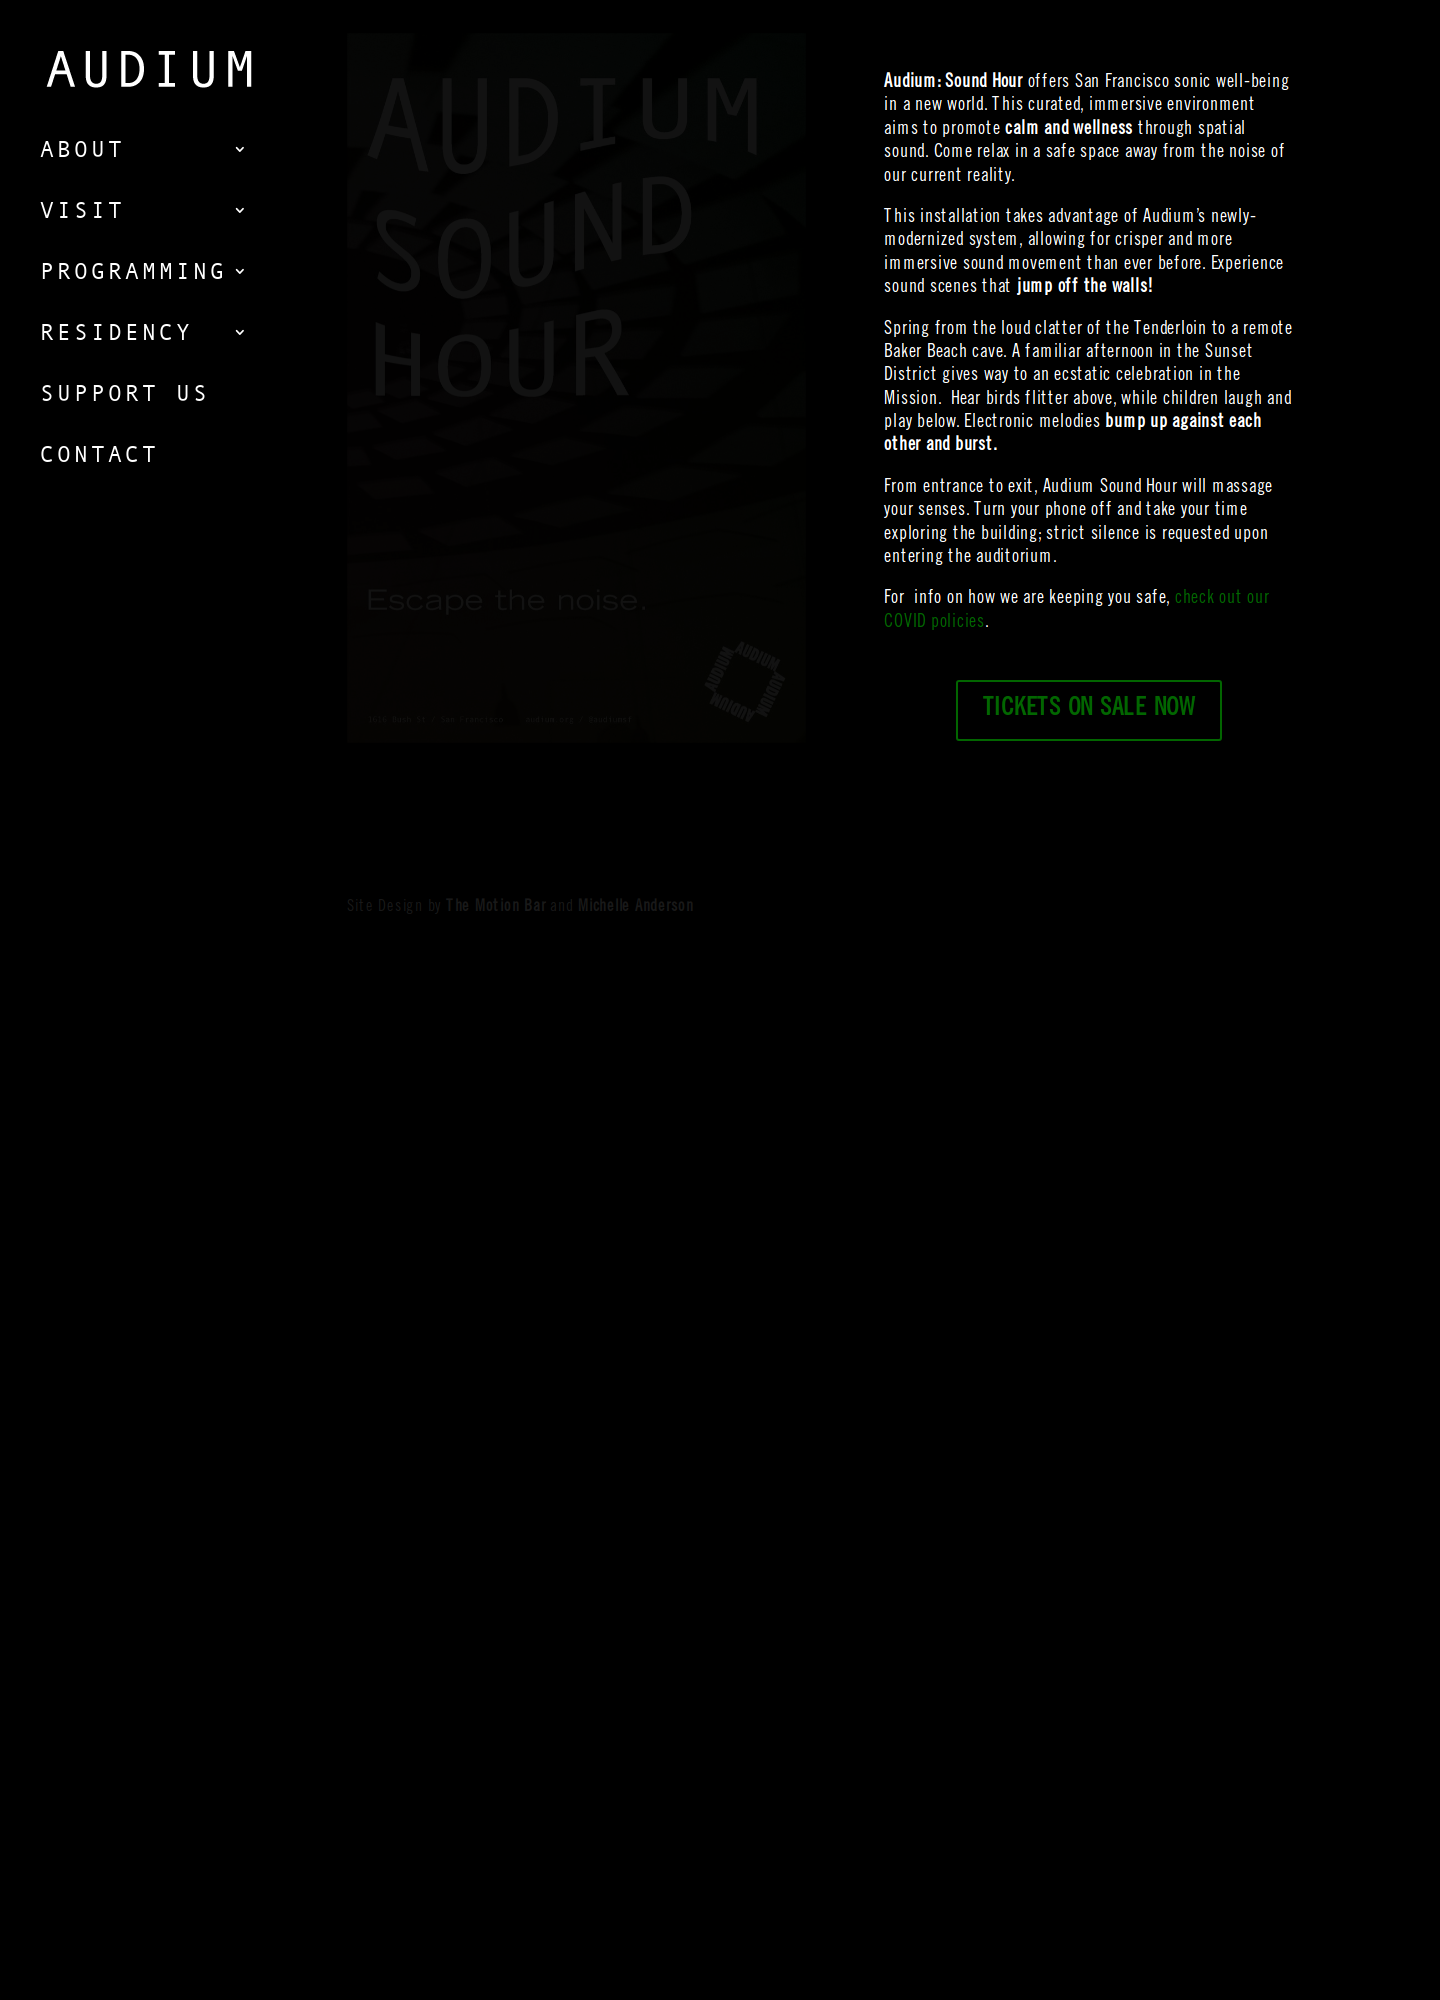 AUDIUM
ABOUT
VISIT
PROGRAMMING
RESIDENCY
SUPPORT US
CONTACT
AUDIUM
SOUND
HOUR
Escape the noise.
AUDIUM
AUDIUM
AUDIUM
AUDIUM
Audium: Sound Hour offers San Francisco sonic well-being
in a new world. This curated, immersive environment
aims to promote calm and wellness through spatial
sound. Come relax in a safe space away from the noise of
our current reality.
This installation takes advantage of Audium’s newly-
modernized system, allowing for crisper and more
immersive sound movement than ever before. Experience
sound scenes that jump off the walls!
Spring from the loud clatter of the Tenderloin to a remote
Baker Beach cave. A familiar afternoon in the Sunset
District gives way to an ecstatic celebration in the
Mission. Hear birds flitter above, while children laugh and
play below. Electronic melodies bump up against each
other and burst.
From entrance to exit, Audium Sound Hour will massage
your senses. Turn your phone off and take your time
exploring the building; strict silence is requested upon
entering the auditorium.
For info on how we are keeping you safe, check out our
COVID policies.
TICKETS ON SALE NOW
Site Design by The Motion Bar and Michelle Anderson